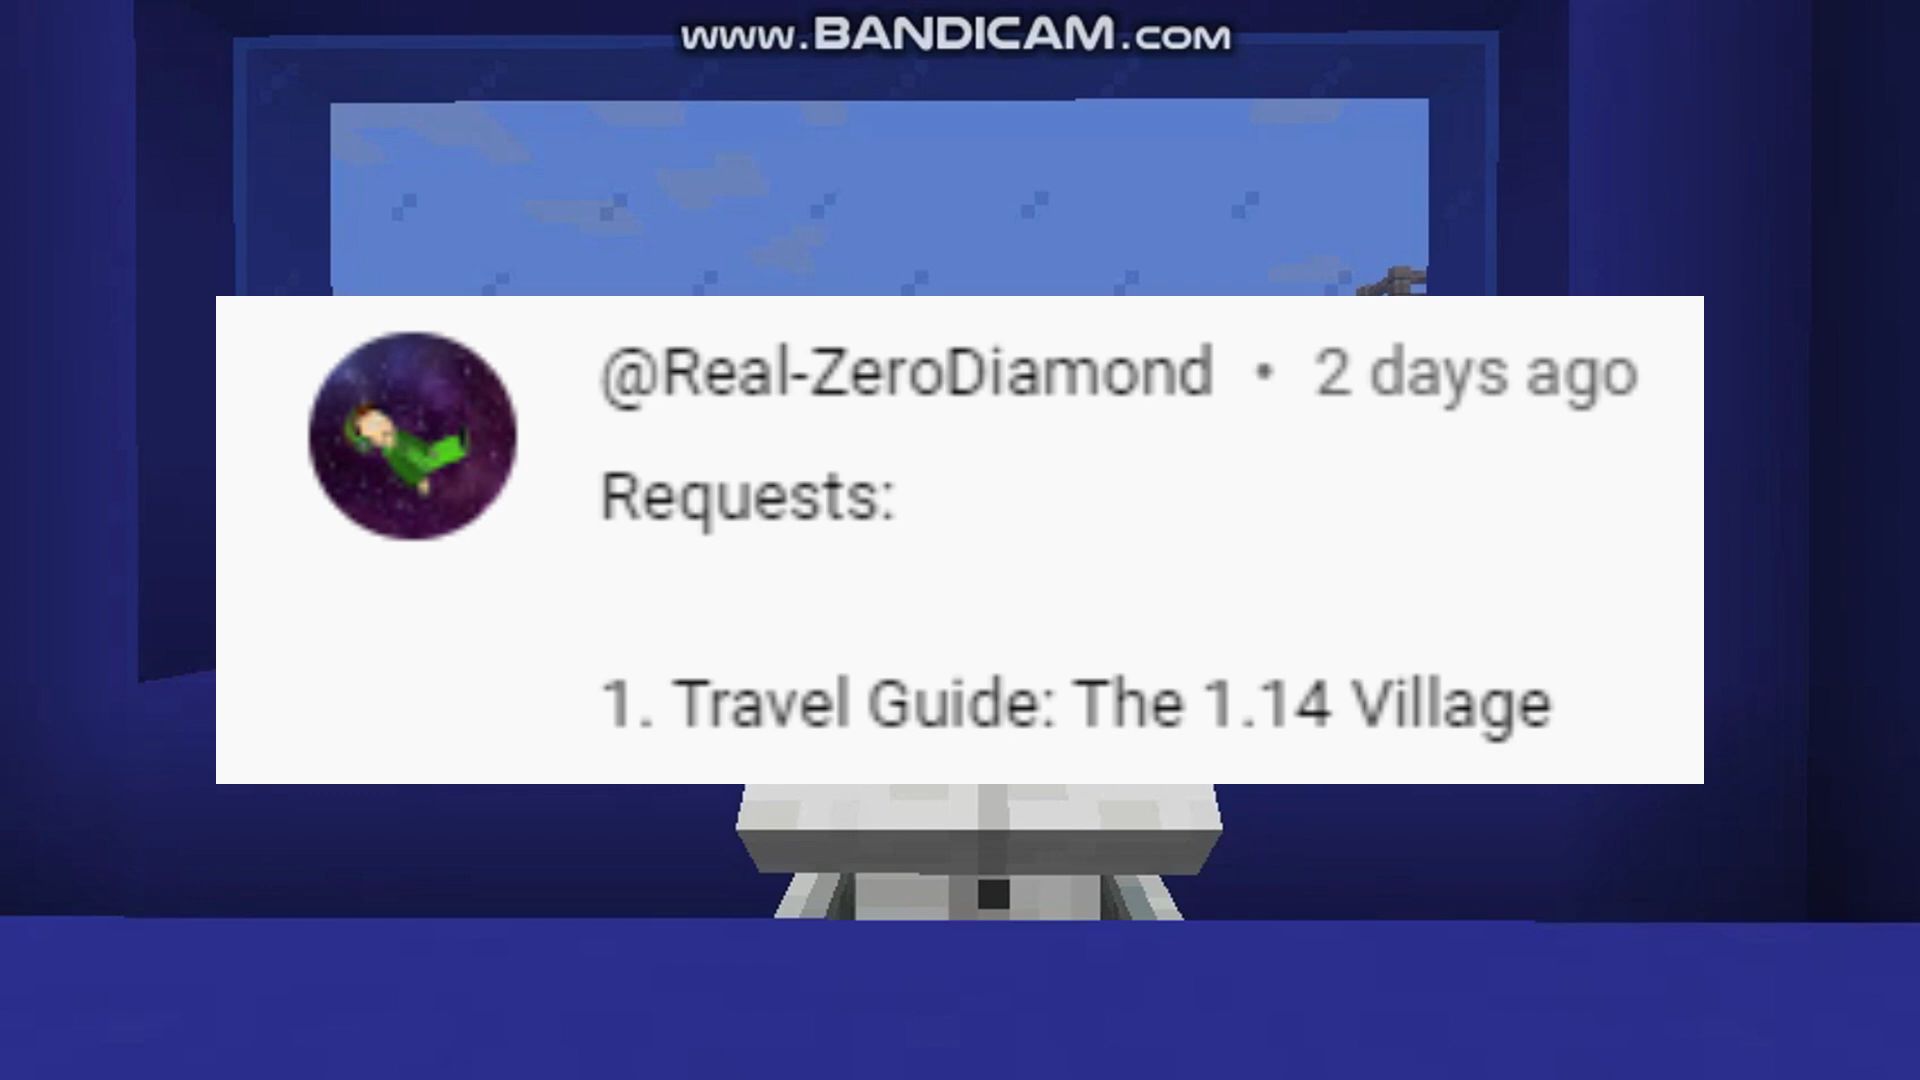 www.BANDICAM.COM
@Real-ZeroDiamond • 2 days ago
Requests:
1. Travel Guide: The 1.14 Village